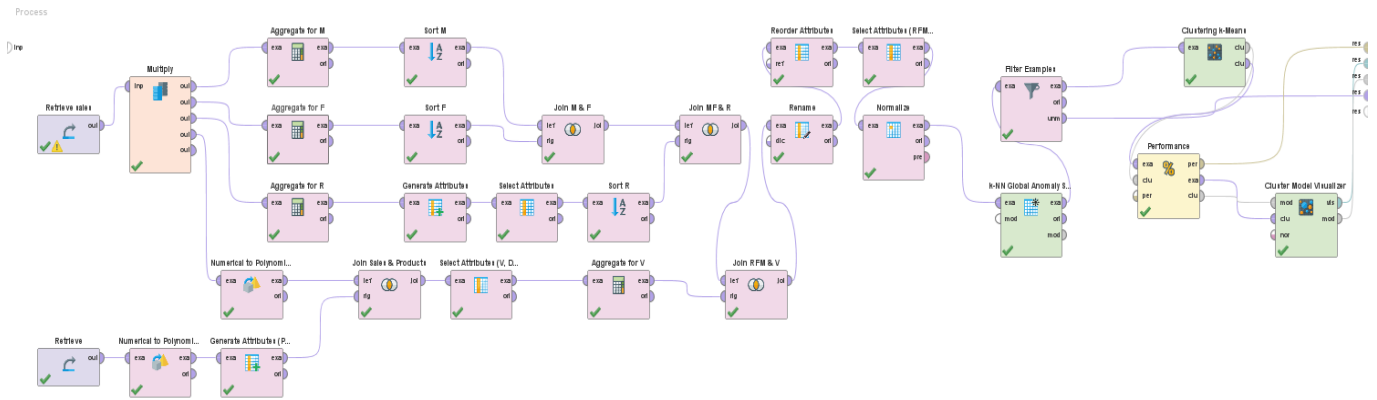 Process
Inp
res
res
res
res
res
Retrieve sales
out
Multiply
inp
out
out
out
out
out
Aggregate for M
exa
exa
ori
Sort M
exa
exa
ori
Aggregate for F
exa
exa
ori
Sort F
exa
exa
ori
Join M & F
lef
rig
joi
Join MF & R
lef
rig
joi
Aggregate for R
exa
exa
ori
Generate Attributes
exa
exa
ori
Select Attributes
exa
exa
ori
Sort R
exa
exa
ori
Numerical to Polynomi...
exa
exa
ori
Join Sales & Products
lef
rig
joi
Select Attributes (V, D...
exa
exa
ori
Aggregate for V
exa
exa
ori
Join RFM & V
lef
rig
joi
Retrieve
out
Numerical to Polynomi...
exa
exa
ori
Generate Attributes (P...
exa
exa
ori
Reorder Attributes
exa
ref
exa
ori
Select Attributes (RFM...
exa
exa
ori
Rename
exa
dic
exa
ori
Normalize
exa
exa
ori
pre
Filter Examples
exa
exa
ori
unm
k-NN Global Anomaly S...
exa
mod
exa
ori
mod
Clustering k-Means
exa
clu
clu
Performance
exa
clu
per
per
exa
clu
Cluster Model Visualizer
mod
clu
nor
vis
mod